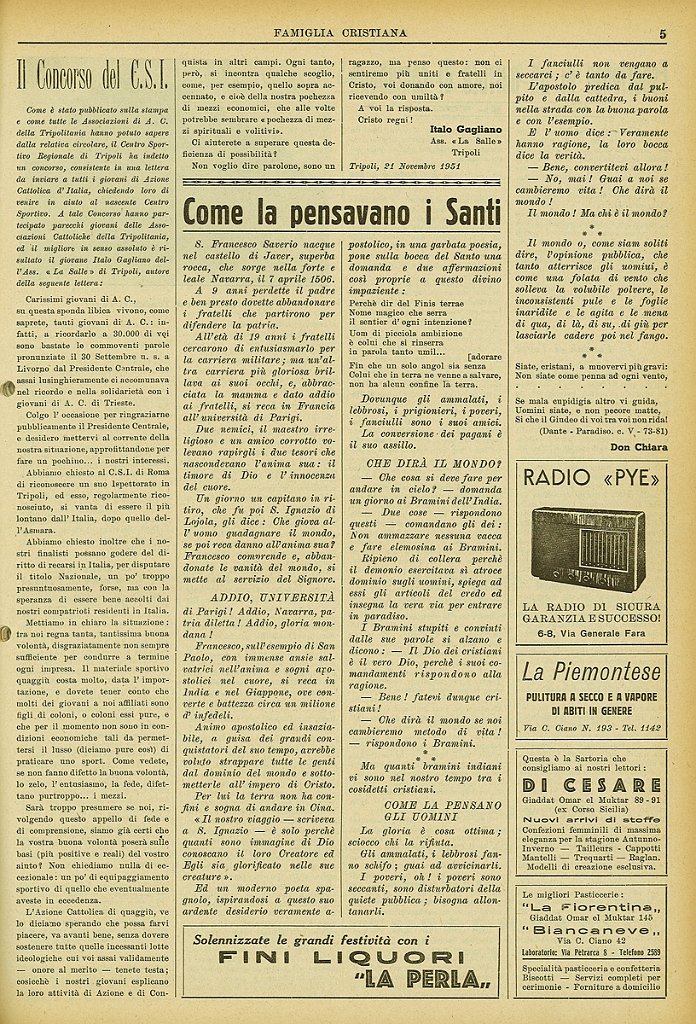 FAMIGLIA CRISTIANA
5
Il Concorso del C.S.I.
Come è stato pubblicato sulla stampa
e come tutte le Associazioni di A. C.
della Tripolitania hanno potuto sapere
dalla relativa circolare, il Centro Spor-
tivo Regionale di Tripoli ha indetto
un concorso, consistente in una lettera
da inviare a tutti i giovani di Azione
Cattolica d'Italia, chiedendo loro di
venire in aiuto al nascente Centro
Sportivo. A tale Concorso hanno par-
tecipato parecchi giovani delle Asso-
ciazioni Cattoliche della Tripolitania,
ed il migliore in senso assoluto è ri-
sultato il giovane Italo Gagliano del-
l'Ass. « La Salle » di Tripoli, autore
della seguente lettera:
Carissimi giovani di A. C.,
su questa sponda libica vivono, come
saprete, tanti giovani di A. C.: in-
fatti, a ricordarlo a 30.000 di voi
sono bastate le commoventi parole
pronunziate il 30 Settembre u. s. a
Livorno dal Presidente Centrale, che
assai lusinghieramente ci accomunava
nel ricordo e nella solidarietà con i
giovani di A. C. di Trieste.
Colgo l'occasione per ringraziarne
pubblicamente il Presidente Centrale,
e desidero mettervi al corrente della
nostra situazione, approfittandone per
fare un pochino... i nostri interessi.
Abbiamo chiesto al C.S.I. di Roma
di riconoscere un suo Ispettorato in
Tripoli, ed esso, regolarmente rico-
nosciuto, si vanta di essere il più
lontano dall'Italia, dopo quello del-
l'Asmara.
Abbiamo chiesto inoltre che i no-
stri finalisti possano godere del di-
ritto di recarsi in Italia, per disputare
il titolo Nazionale, un po' troppo
presuntuosamente, forse, ma con la
speranza di essere bene accolti dai
nostri compatrioti residenti in Italia.
Mettiamo in chiaro la situazione:
tra noi regna tanta, tantissima buona
volontà, disgraziatamente non sempre
sufficiente per condurre a termine
ogni impresa. Il materiale sportivo
quaggiù costa molto, data l'impor-
tazione, e dovete tener conto che
molti dei giovani a noi affiliati sono
figli di coloni, o coloni essi pure, e
che per il momento non sono in con-
dizioni economiche tali da permet-
tersi il lusso (diciamo pure così) di
praticare uno sport. Come vedete,
se non fanno difetto la buona volontà,
lo zelo, l'entusiasmo, la fede, difet-
tano purtroppo... i mezzi.
Sarà troppo presumere se noi, ri-
volgendo questo appello di fede e
di comprensione, siamo già certi che
la vostra buona volontà poserà sulle
basi (più positive e reali) del vostro
aiuto? Non chiediamo nulla di ec-
cezionale: un po' di equipaggiamento
sportivo di quello che eventualmente
aveste in eccedenza.
L'Azione Cattolica di quaggiù, ve
lo diciamo sperando che possa farvi
piacere, va avanti bene, senza dovere
sostenere tutte quelle incessanti lotte
ideologiche cui voi assai validamente
— onore al merito — tenete testa;
cosicchè i nostri giovani esplicano
la loro attività di Azione e di Con-
quista in altri campi. Ogni tanto,
però, si incontra qualche scoglio,
come, per esempio, quello sopra ac-
cennato, e cioè della nostra pochezza
di mezzi economici, che alle volte
potrebbe sembrare « pochezza di mez-
zi spirituali e volitivi».
Ci aiuterete a superare questa de-
ficienza di possibilità?
Non voglio dire parolone, sono un
ragazzo, ma penso questo: non ci
sentiremo più uniti e fratelli in
Cristo, voi donando con amore, noi
ricevendo con umiltà?
A voi la risposta.
Cristo regni!
Italo Gagliano
Ass. « La Salle »
Tripoli
Tripoli, 21 Novembre 1951
Come la pensavano i Santi
S. Francesco Saverio nacque
nel castello di Javer, superba
rocca, che sorge nella forte e
leale Navarra, il 7 aprile 1506.
A 9 anni perdette il padre
e ben presto dovette abbandonare
i fratelli che partirono per
difendere la patria.
All'età di 19 anni i fratelli
cercarono di entusiasmarlo per
la carriera militare; ma un'al-
tra carriera più gloriosa bril-
lava ai suoi occhi, e, abbrac-
ciata la mamma e dato addio
ai fratelli, si reca in Francia
all'università di Parigi.
Due nemici, il maestro irre-
ligioso e un amico corrotto vo-
levano rapirgli i due tesori che
nascondevano l'anima sua: il
timore di Dio e l'innocenza
del cuore.
Un giorno un capitano in ri-
tiro, che fu poi S. Ignazio di
Lojola, gli dice: Che giova al-
l'uomo guadagnare il mondo,
se poi reca danno all'anima sua?
Francesco comprende e, abban-
donate le vanità del mondo, si
mette al servizio del Signore.
ADDIO, UNIVERSITÀ
di Parigi! Addio, Navarra, pa-
tria diletta! Addio, gloria mon-
dana!
Francesco, sull'esempio di San
Paolo, con immense ansie sal-
vatrici nell'anima e sogni apo-
stolici nel cuore, si reca in
India e nel Giappone, ove con-
verte e battezza circa un milione
d'infedeli.
Animo apostolico ed insazia-
bile, a guisa dei grandi con-
quistatori del suo tempo, avrebbe
voluto strappare tutte le genti
dal dominio del mondo e sotto-
metterle all'impero di Cristo.
Per lui la terra non ha con-
fini e sogna di andare in Cina.
« Il nostro viaggio — scriveva
a S. Ignazio — è solo perchè
quanti sono immagine di Dio
conoscano il loro Creatore ed
Egli sia glorificato nelle sue
creature ».
Ed un moderno poeta spa-
gnolo, ispirandosi a questo suo
ardente desiderio veramente a-
postolico, in una garbata poesia,
pone sulla bocca del Santo una
domanda e due affermazioni
così proprie a questo divino
impaziente:
Perchè dir del Finis terrae
Nome magico che serra
il sentier d'ogni intenzione?
Uom di picciola ambizione
è colui che si rinserra
in parola tanto umil...
[adorare
Fin che un solo angol sia senza
Colui che in terra ne venne a salvare,
non ha alcun confine la terra.
Dovunque gli ammalati, i
lebbrosi, i prigionieri, i poveri,
i fanciulli sono i suoi amici.
La conversione dei pagani è
il suo assillo.
CHE DIRÀ IL MONDO?
— Che cosa si deve fare per
andare in cielo? — domanda
un giorno ai Bramini dell'India.
— Due cose — rispondono
questi — comandano gli dei:
Non ammazzare nessuna vacca
e fare elemosina ai Bramini.
Ripieno di collera perchè
il demonio esercitava sì atroce
dominio sugli uomini, spiega ad
essi gli articoli del credo ed
insegna la vera via per entrare
in paradiso.
I Bramini stupiti e convinti
dalle sue parole si alzano e
dicono: — Il Dio dei cristiani
è il vero Dio, perchè i suoi co-
mandamenti rispondono alla
ragione.
— Bene! fatevi dunque cri-
stiani!
— Che dirà il mondo se noi
cambieremo metodo di vita!
— rispondono i Bramini.
* * *
Ma quanti bramini indiani
vi sono nel nostro tempo tra i
cosidetti cristiani.
COME LA PENSANO
GLI UOMINI
La gloria è cosa ottima;
sciocco chi la rifiuta.
Gli ammalati, i lebbrosi fan-
no schifo; guai ad avvicinarli.
I poveri, oh! i poveri sono
seccanti, sono disturbatori della
quiete pubblica; bisogna allon-
tanarli.
I fanciulli non vengano a
seccarci; c'è tanto da fare.
L'apostolo predica dal pul-
pito e dalla cattedra, i buoni
nella strada con la buona parola
e con l'esempio.
E l'uomo dice: Veramente
hanno ragione, la loro bocca
dice la verità.
— Bene, convertitevi allora!
— No, mai! Guai a noi se
cambieremo vita! Che dirà il
mondo!
Il mondo! Ma chi è il mondo?
* * *
Il mondo o, come siam soliti
dire, l'opinione pubblica, che
tanto atterrisce gli uomini, è
come una folata di vento che
solleva la volubile polvere, le
inconsistenti pule e le foglie
inaridite e le agita e le mena
di qua, di là, di su, di giù per
lasciarle cadere poi nel fango.
* * *
Siate, cristiani, a muovervi più gravi:
Non siate come penna ad ogni vento,
. . . . . . . . . . . .
Se mala cupidigia altro vi guida,
Uomini siate, e non pecore matte,
Sì che il Giudeo di voi tra voi non rida!
(Dante - Paradiso. c. V - 73-81)
Don Chiara
RADIO «PYE»
LA RADIO DI SICURA
GARANZIA E SUCCESSO!
6-8, Via Generale Fara
La Piemontese
PULITURA A SECCO E A VAPORE
DI ABITI IN GENERE
Via C. Ciano N. 193 - Tel. 1142
Questa è la Sartoria che
consigliamo ai nostri lettori:
DI CESARE
Giaddat Omar el Muktar 89-91
(ex Corso Sicilia)
Nuovi arrivi di stoffe
Confezioni femminili di massima
eleganza per la stagione Autunno-
Inverno — Tailleurs - Cappotti
Mantelli — Trequarti — Raglan.
Modelli di creazione esclusiva.
Le migliori Pasticcerie:
"La Fiorentina„
Giaddat Omar el Muktar 145
"Biancaneve„
Via C. Ciano 42
Laboratorio: Via Petrarca 8 - Telefono 2589
Specialità pasticceria e confetteria
Biscotti — Servizi completi per
cerimonie - Forniture a domicilio
Solennizzate le grandi festività con i
FINI LIQUORI
"LA PERLA„